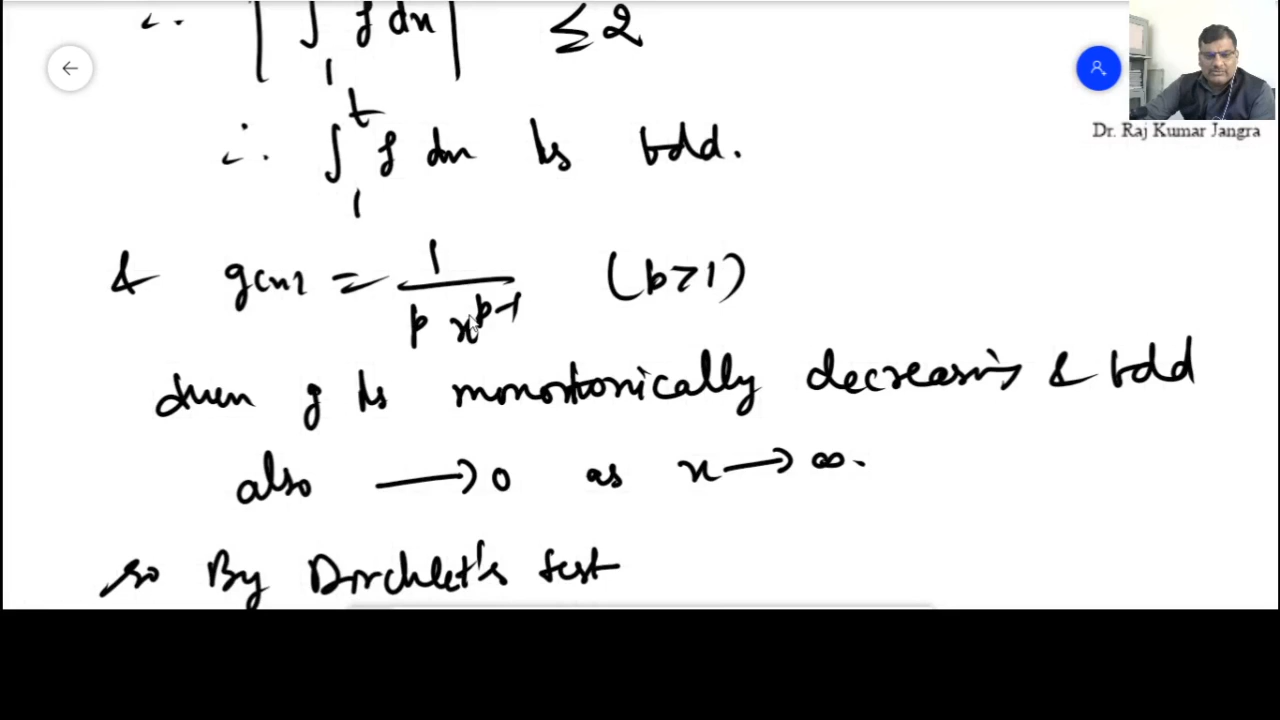 ∴ | ∫₁ f dx | ≤ 2
∴ ∫₁ᵗ f dx is bdd.
& g(x) = 1 / (p x^(p-1)) (p>1)
then g is monotonically decreasing & bdd
also ⟶ 0 as x ⟶ ∞.
so By Dirchlet's test
Dr. Raj Kumar Jangra